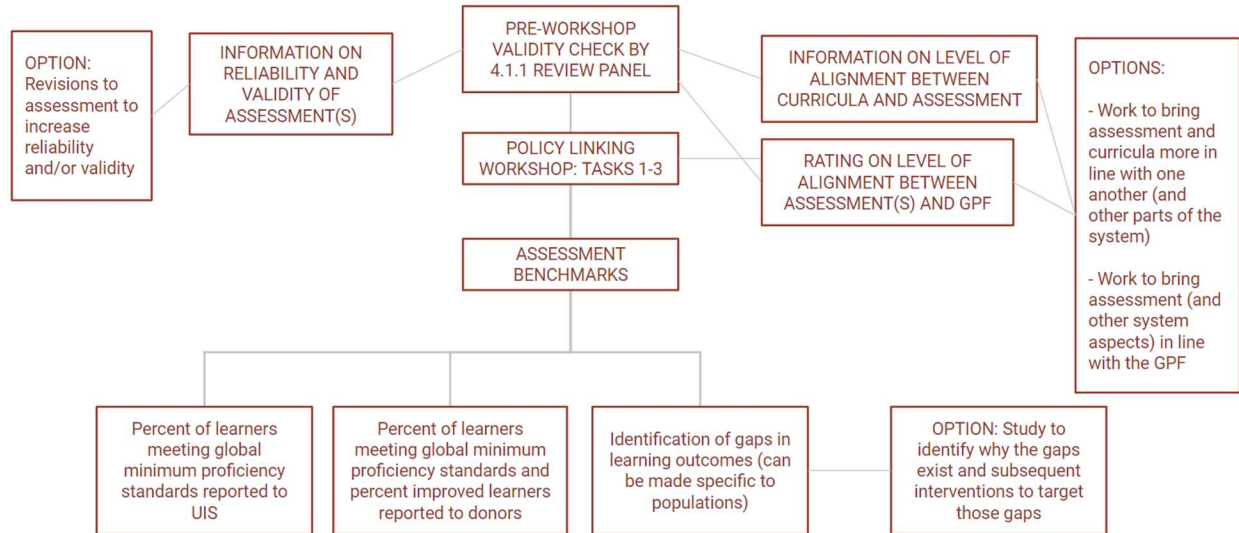 OPTION:
Revisions to
assessment to
increase
reliability
and/or validity
INFORMATION ON
RELIABILITY AND
VALIDITY OF
ASSESSMENT(S)
PRE-WORKSHOP
VALIDITY CHECK BY
4.1.1 REVIEW PANEL
INFORMATION ON LEVEL OF
ALIGNMENT BETWEEN
CURRICULA AND ASSESSMENT
OPTIONS:
- Work to bring
assessment and
curricula more in
line with one
another (and
other parts of the
system)
- Work to bring
assessment (and
other system
aspects) in line
with the GPF
POLICY LINKING
WORKSHOP: TASKS 1-3
RATING ON LEVEL OF
ALIGNMENT BETWEEN
ASSESSMENT(S) AND GPF
ASSESSMENT
BENCHMARKS
Percent of learners
meeting global
minimum proficiency
standards reported to
UIS
Percent of learners
meeting global minimum
proficiency standards and
percent improved learners
reported to donors
Identification of gaps in
learning outcomes (can
be made specific to
populations)
OPTION: Study to
identify why the gaps
exist and subsequent
interventions to target
those gaps